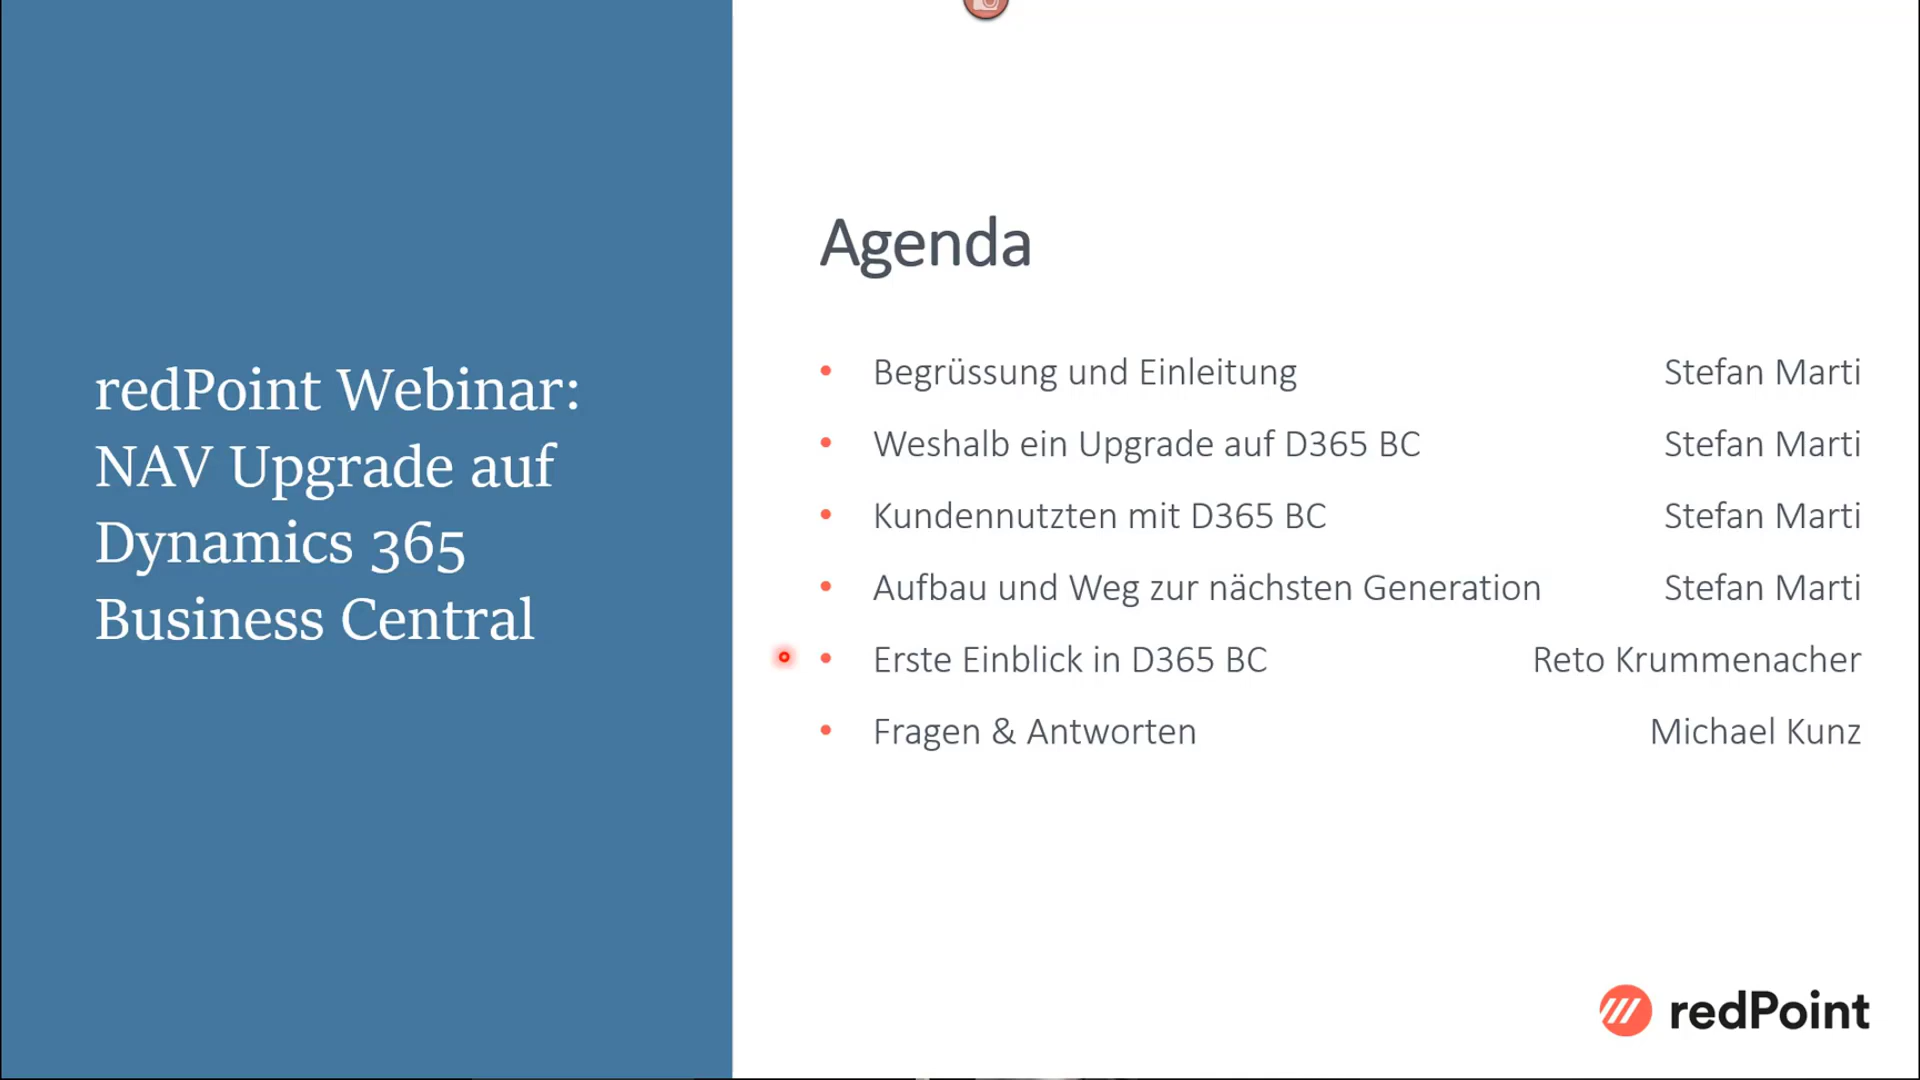 redPoint Webinar:
NAV Upgrade auf
Dynamics 365
Business Central
Agenda
• Begrüssung und Einleitung Stefan Marti
• Weshalb ein Upgrade auf D365 BC Stefan Marti
• Kundennutzten mit D365 BC Stefan Marti
• Aufbau und Weg zur nächsten Generation Stefan Marti
• Erste Einblick in D365 BC Reto Krummenacher
• Fragen & Antworten Michael Kunz
redPoint